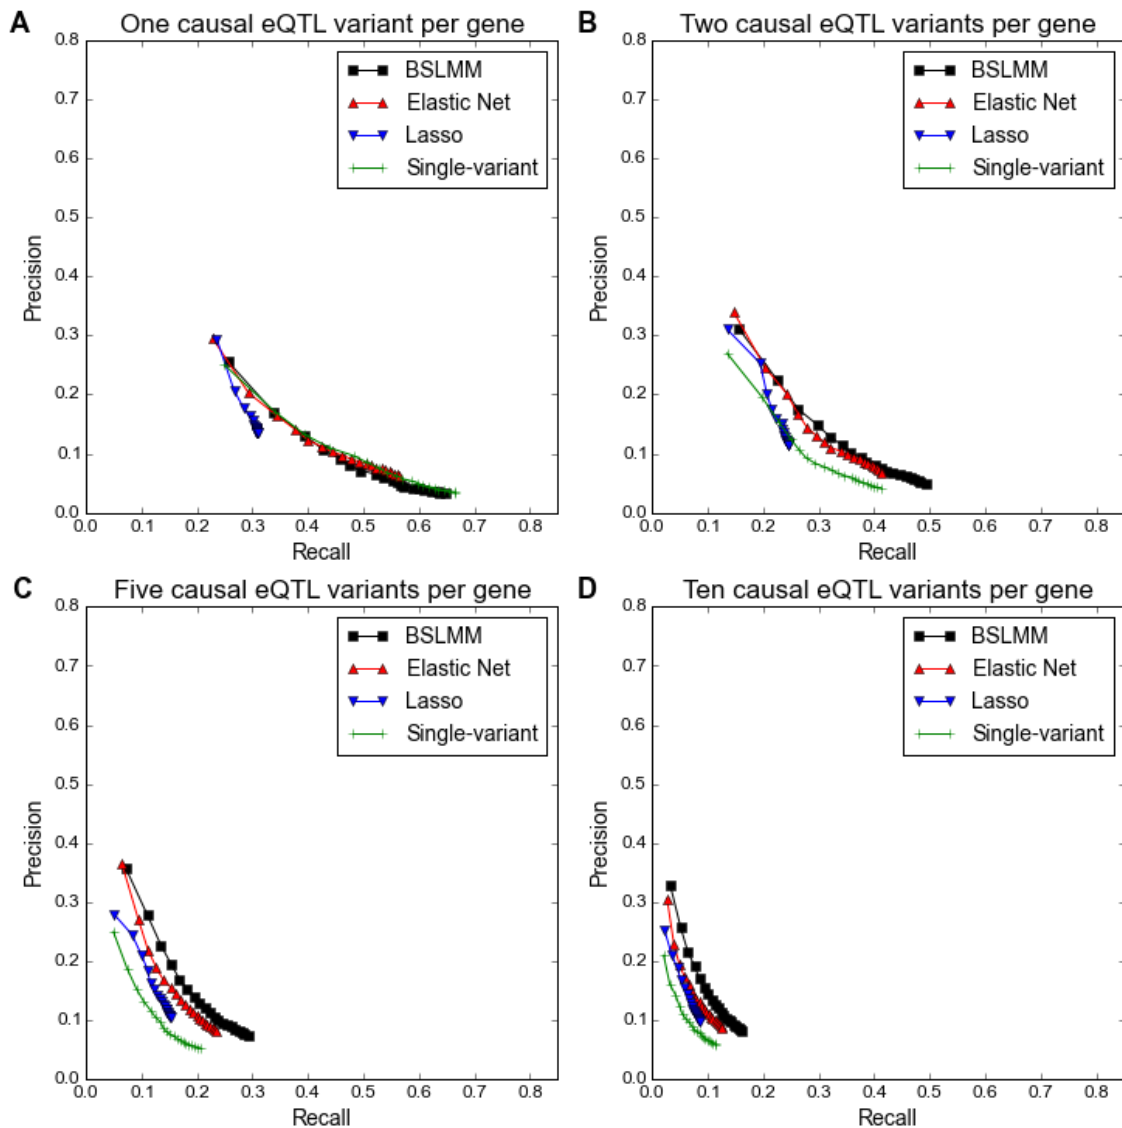 A
One causal eQTL variant per gene
0.8
0.7
0.6
0.5
0.4
0.3
0.2
0.1
0.0
Precision
BSLMM
Elastic Net
Lasso
Single-variant
0.0 0.1 0.2 0.3 0.4 0.5 0.6 0.7 0.8
Recall
B
Two causal eQTL variants per gene
0.8
0.7
0.6
0.5
0.4
0.3
0.2
0.1
0.0
Precision
BSLMM
Elastic Net
Lasso
Single-variant
0.0 0.1 0.2 0.3 0.4 0.5 0.6 0.7 0.8
Recall
C
Five causal eQTL variants per gene
0.8
0.7
0.6
0.5
0.4
0.3
0.2
0.1
0.0
Precision
BSLMM
Elastic Net
Lasso
Single-variant
0.0 0.1 0.2 0.3 0.4 0.5 0.6 0.7 0.8
Recall
D
Ten causal eQTL variants per gene
0.8
0.7
0.6
0.5
0.4
0.3
0.2
0.1
0.0
Precision
BSLMM
Elastic Net
Lasso
Single-variant
0.0 0.1 0.2 0.3 0.4 0.5 0.6 0.7 0.8
Recall